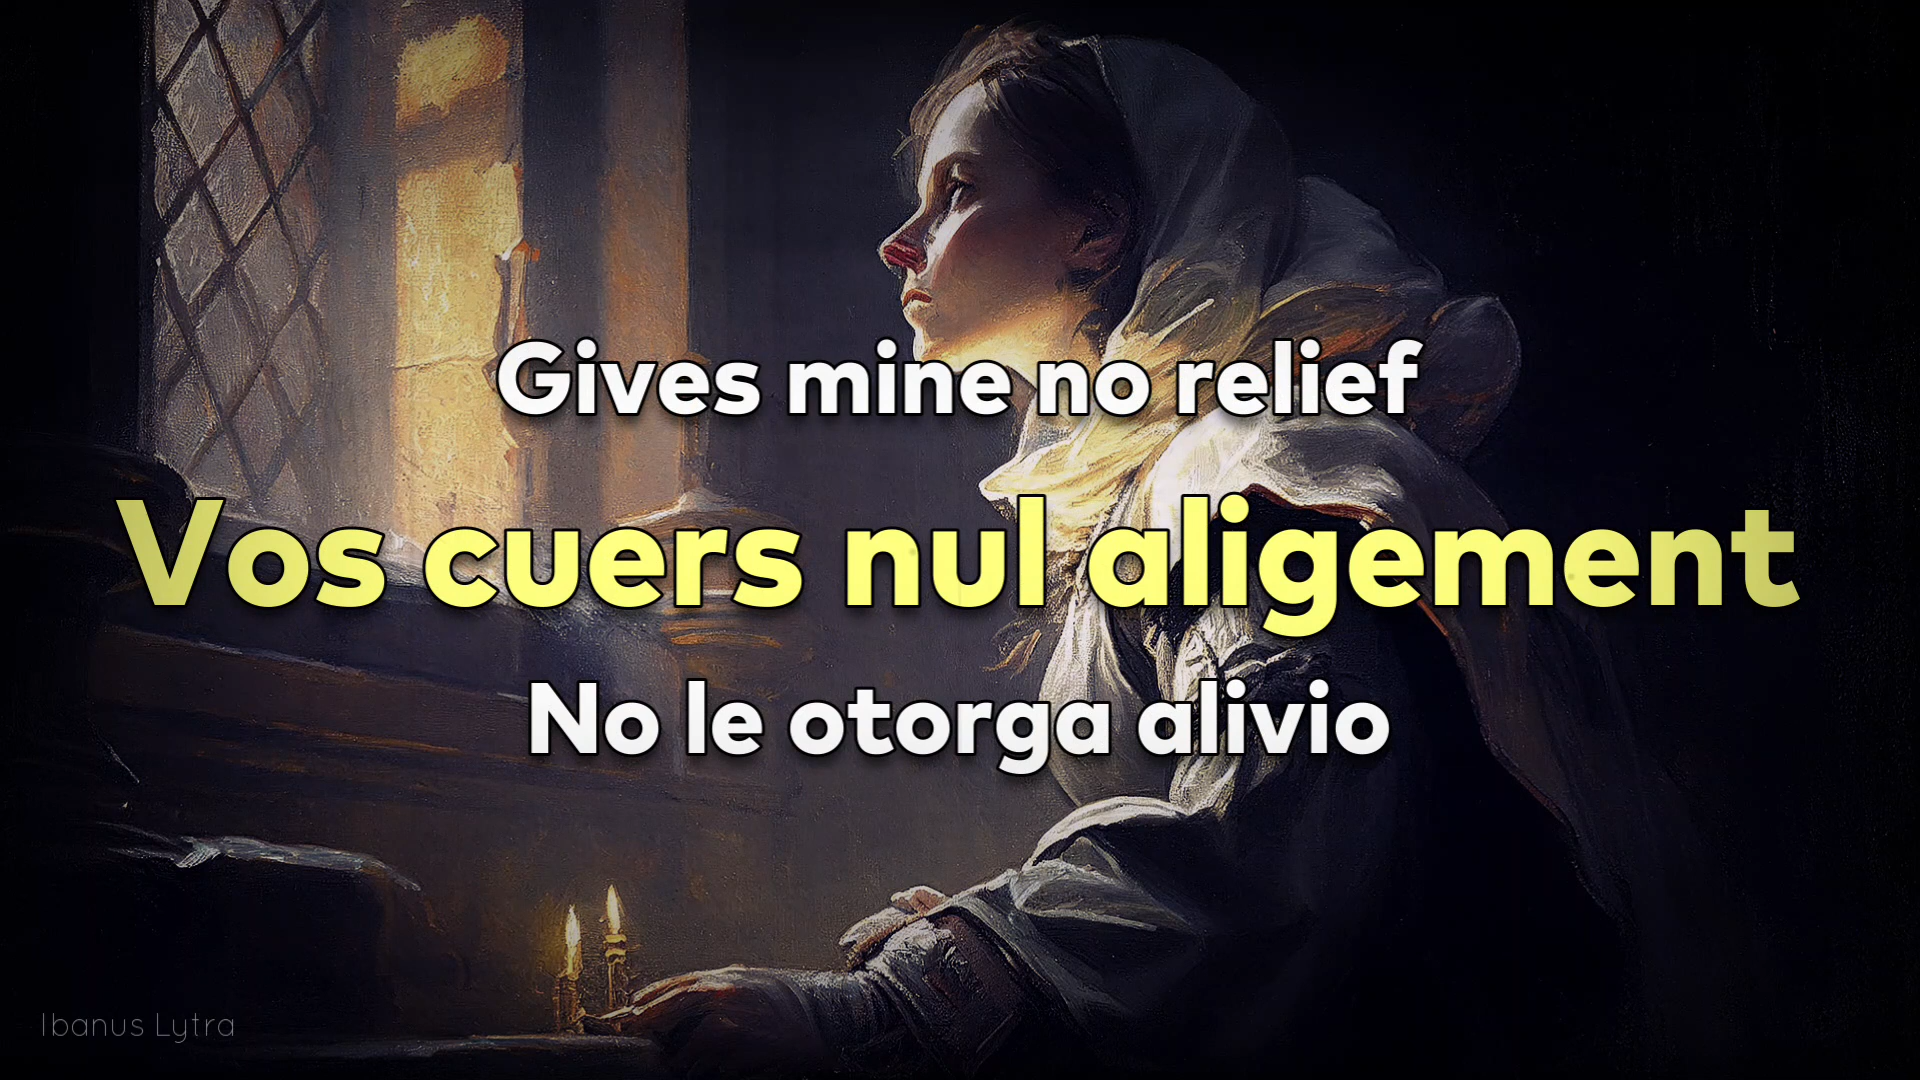 Gives mine no relief
Vos cuers nul aligement
No le otorga alivio
Ibanus Lytra